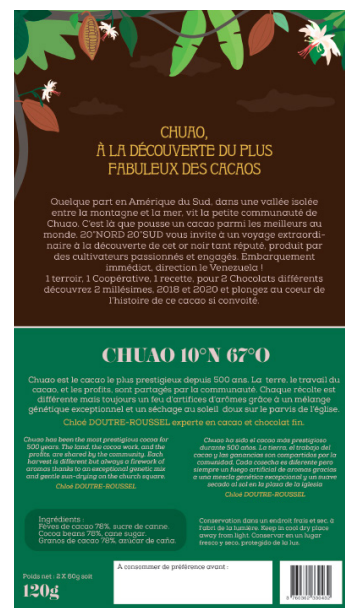 CHUAO,
À LA DÉCOUVERTE DU PLUS
FABULEUX DES CACAOS
Quelque part en Amérique du Sud, dans une vallée isolée
entre la montagne et la mer, vit la petite communauté de
Chuao. C'est là que pousse un cacao parmi les meilleurs au
monde. 20°NORD 20°SUD vous invite à un voyage extraordi-
naire à la découverte de cet or noir tant réputé, produit par
des cultivateurs passionnés et engagés. Embarquement
immédiat, direction le Venezuela !
1 terroir, 1 Coopérative, 1 recette, pour 2 Chocolats différents
découvrez 2 millésimes, 2018 et 2020 et plongez au coeur de
l'histoire de ce cacao si convoité.
CHUAO 10°N 67°O
Chuao est le cacao le plus prestigieux depuis 500 ans. La terre, le travail du
cacao, et les profits, sont partagés par la communauté. Chaque récolte est
différente mais toujours un feu d'artifices d'arômes grâce à un mélange
génétique exceptionnel et un séchage au soleil doux sur le parvis de l'église.
Chloé DOUTRE-ROUSSEL experte en cacao et chocolat fin.
Chuao has been the most prestigious cocoa for
500 years. The land, the cocoa work, and the
profits, are shared by the community. Each
harvest is different but always a firework of
aromas thanks to an exceptional genetic mix
and gentle sun-drying on the church square.
Chloé DOUTRE-ROUSSEL
Chuao ha sido el cacao más prestigioso
durante 500 años. La tierra, el trabajo del
cacao y las ganancias son compartidos por la
comunidad. Cada cosecha es diferente pero
siempre un fuego artificial de aromas gracias
a una mezcla genética excepcional y un suave
secado al sol en la plaza de la iglesia
Chloé DOUTRE-ROUSSEL
Ingrédients :
Fèves de cacao 78%, sucre de canne.
Cocoa beans 78%, cane sugar.
Granos de cacao 78%, azúcar de caña.
Conservation dans un endroit frais et sec, à
l'abri de la lumière. Keep in cool dry place
away from light. Conservar en un lugar
fresco y seco, protegido de la luz.
Poids net : 2 X 60g soit
120g
À consommer de préférence avant :